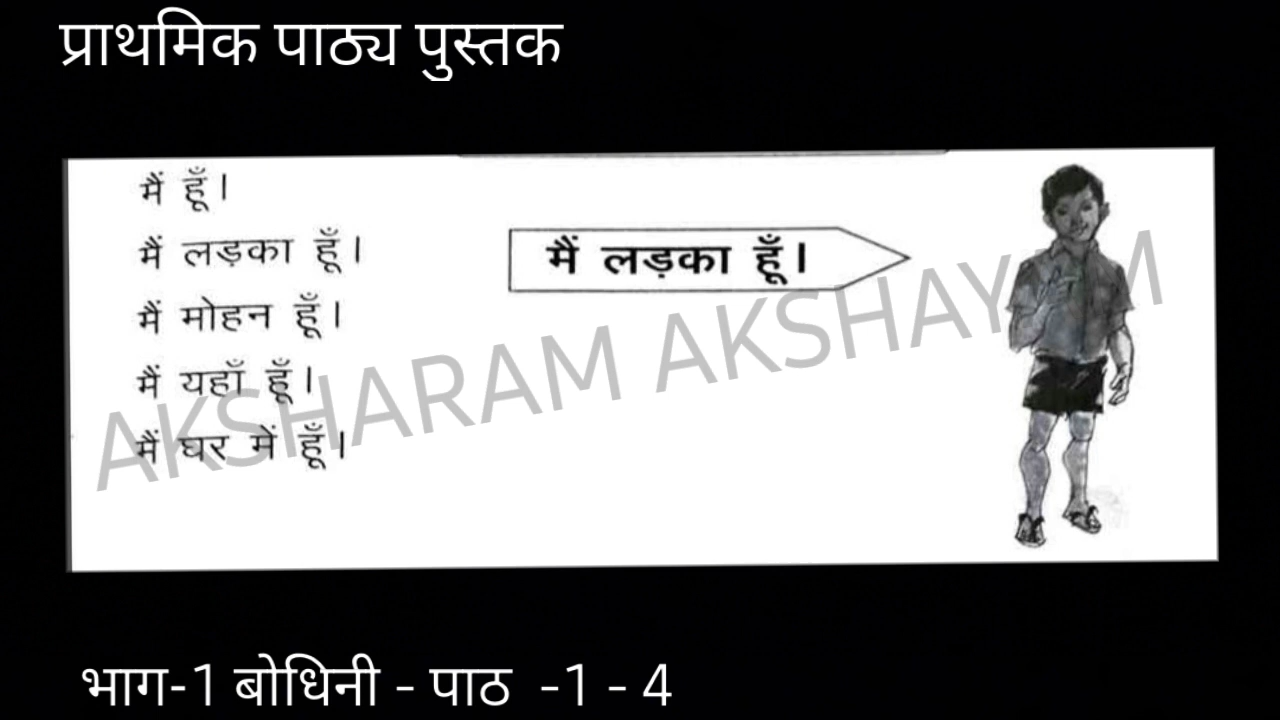 प्राथमिक पाठ्य पुस्तक
मैं हूँ।
मैं लड़का हूँ।
मैं मोहन हूँ।
मैं यहाँ हूँ।
मैं घर में हूँ।
मैं लड़का हूँ।
AKSHARAM AKSHAYAM
भाग-1 बोधिनी - पाठ -1 - 4